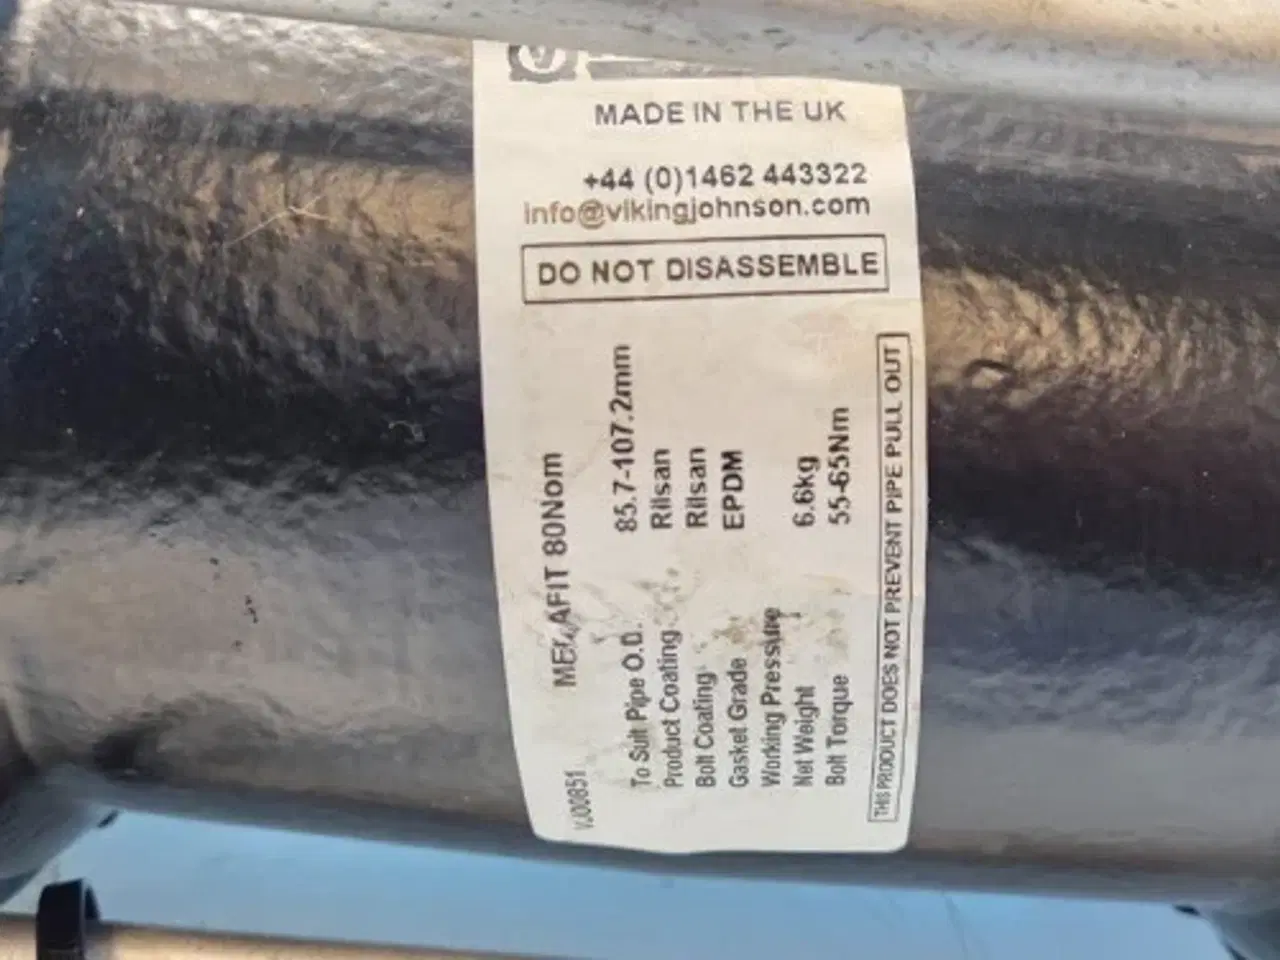 MADE IN THE UK
+44 (0)1462 443322
info@vikingjohnson.com
DO NOT DISASSEMBLE
VJ00851
MEGAFIT 80Nom
To Suit Pipe O.D. 85.7-107.2mm
Product Coating Rilsan
Bolt Coating Rilsan
Gasket Grade EPDM
Working Pressure
Net Weight 6.6kg
Bolt Torque 55-65Nm
THIS PRODUCT DOES NOT PREVENT PIPE PULL OUT